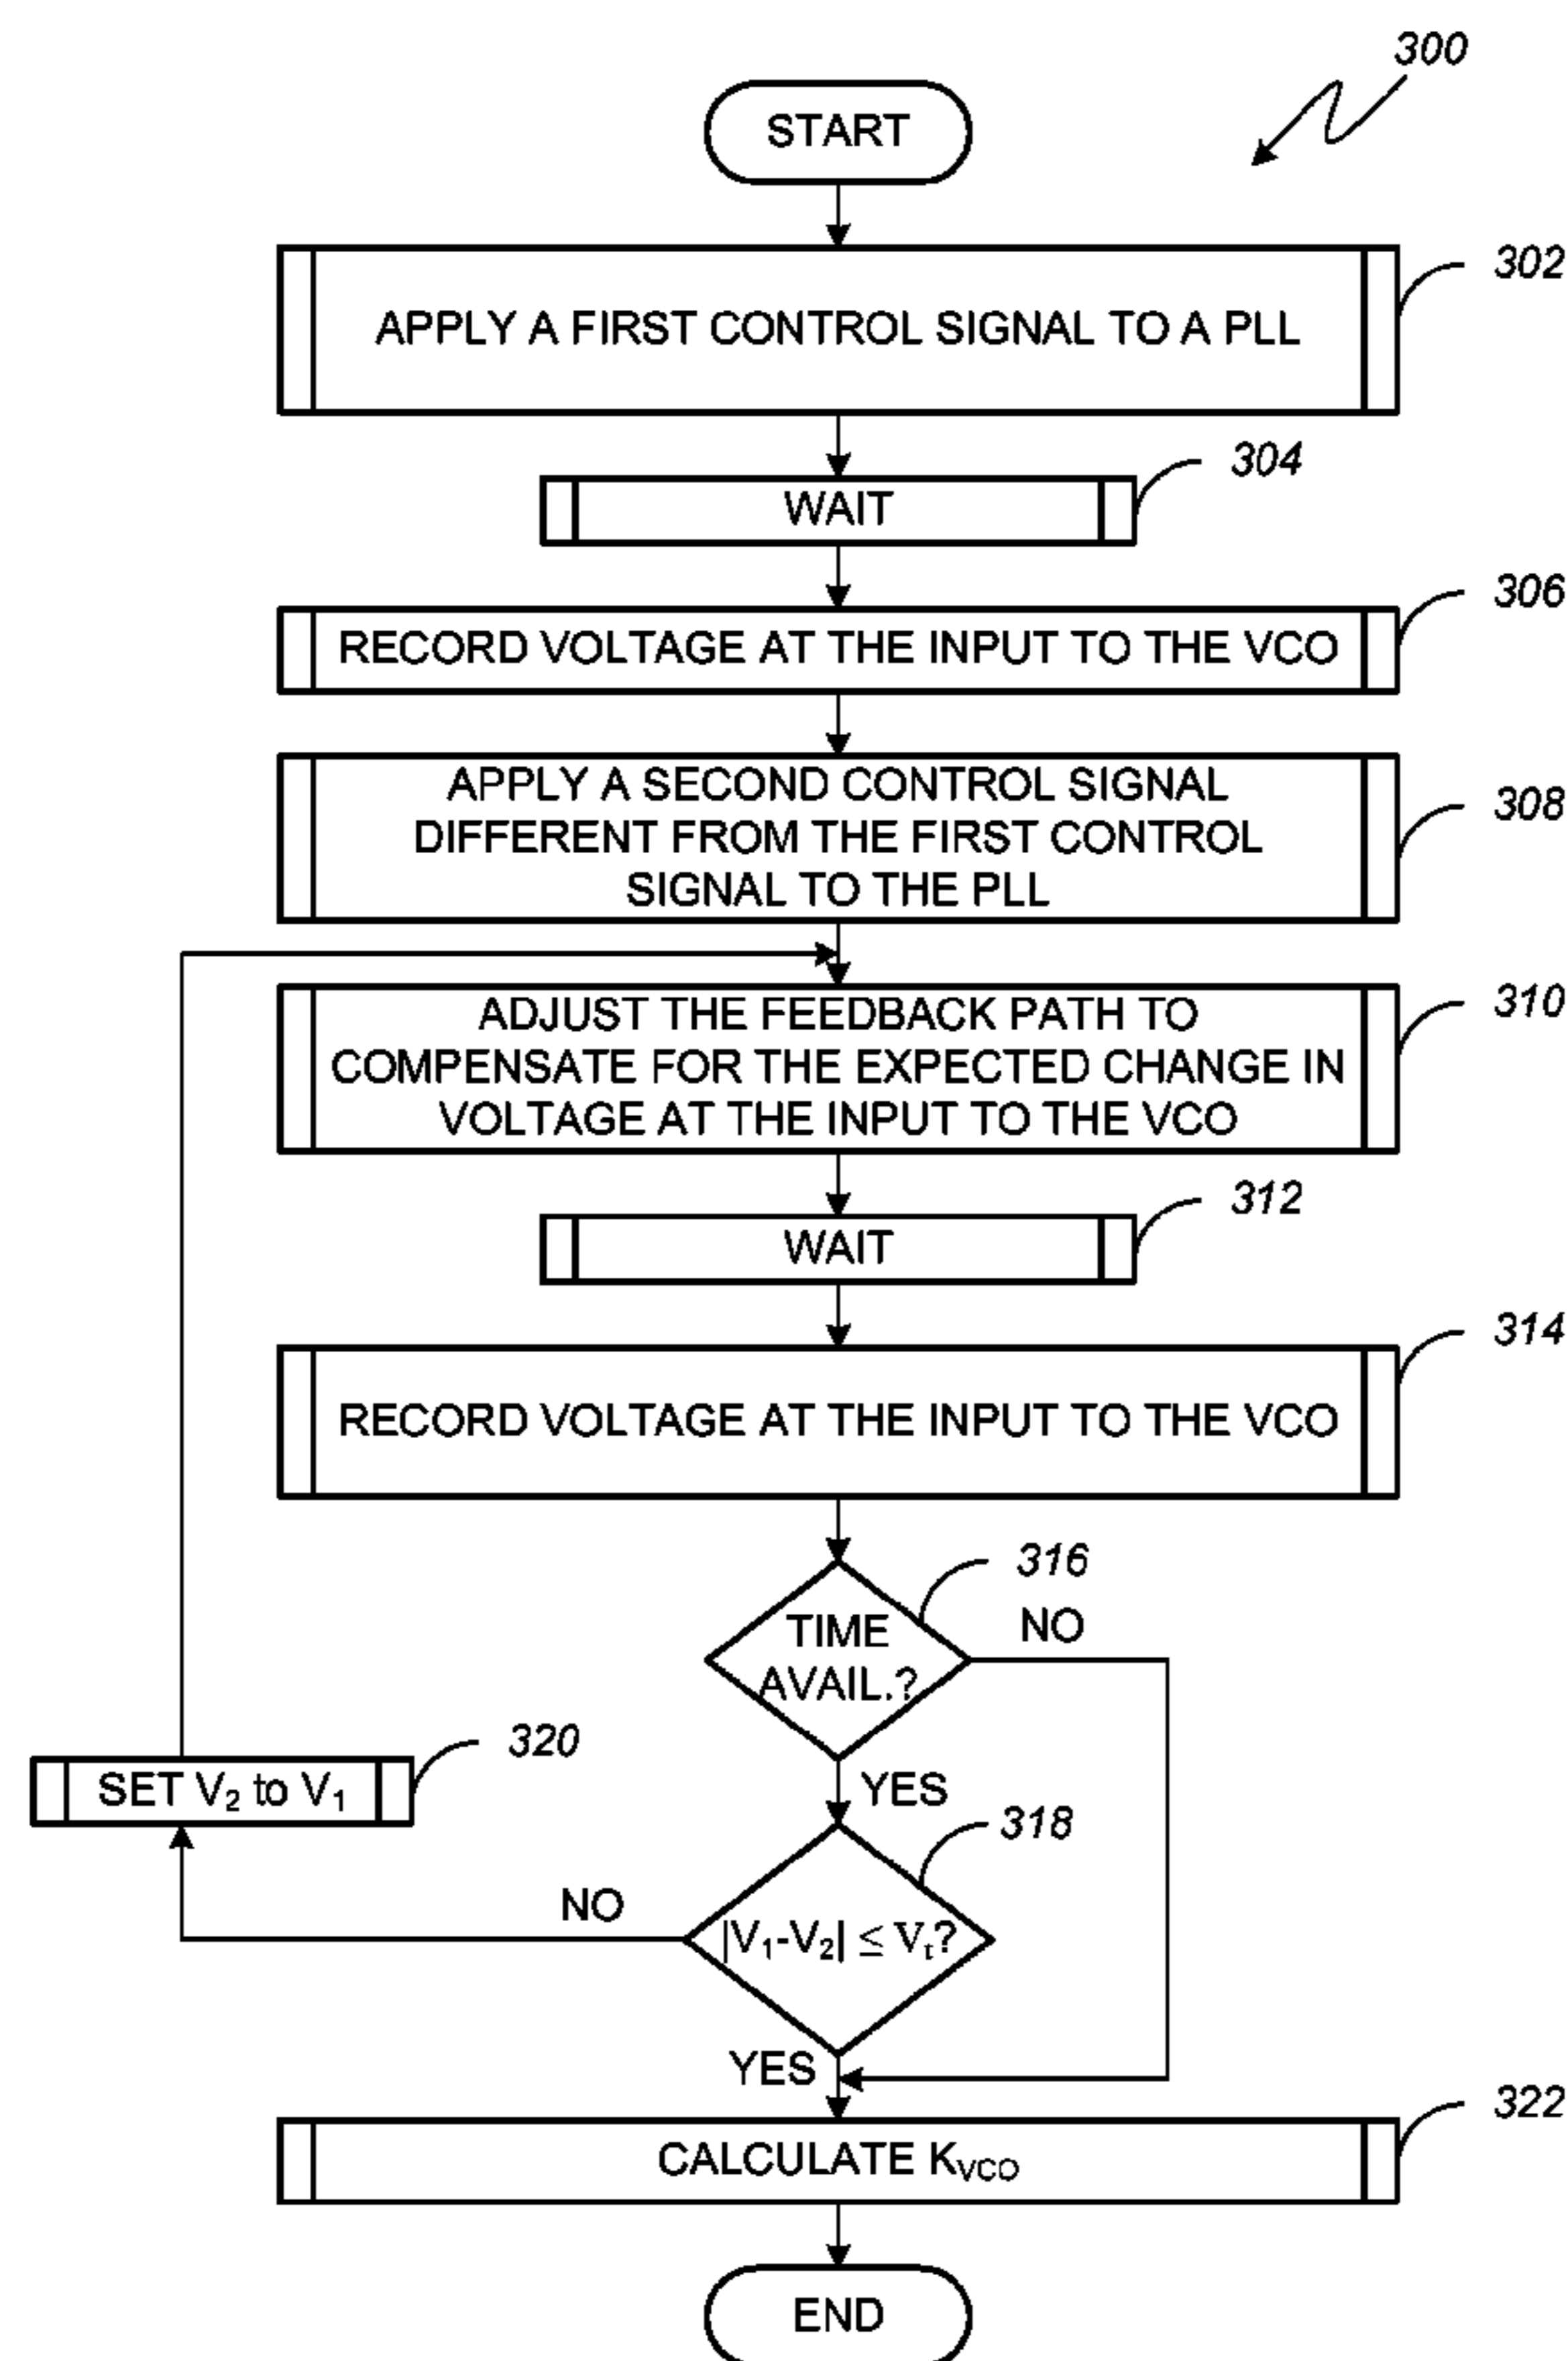 300
START
302
APPLY A FIRST CONTROL SIGNAL TO A PLL
304
WAIT
306
RECORD VOLTAGE AT THE INPUT TO THE VCO
308
APPLY A SECOND CONTROL SIGNAL
DIFFERENT FROM THE FIRST CONTROL
SIGNAL TO THE PLL
310
ADJUST THE FEEDBACK PATH TO
COMPENSATE FOR THE EXPECTED CHANGE IN
VOLTAGE AT THE INPUT TO THE VCO
312
WAIT
314
RECORD VOLTAGE AT THE INPUT TO THE VCO
316
TIME
AVAIL.?
NO
YES
320
SET V₂ to V₁
318
|V₁-V₂| ≤ Vₜ?
NO
YES
322
CALCULATE K_VCO
END